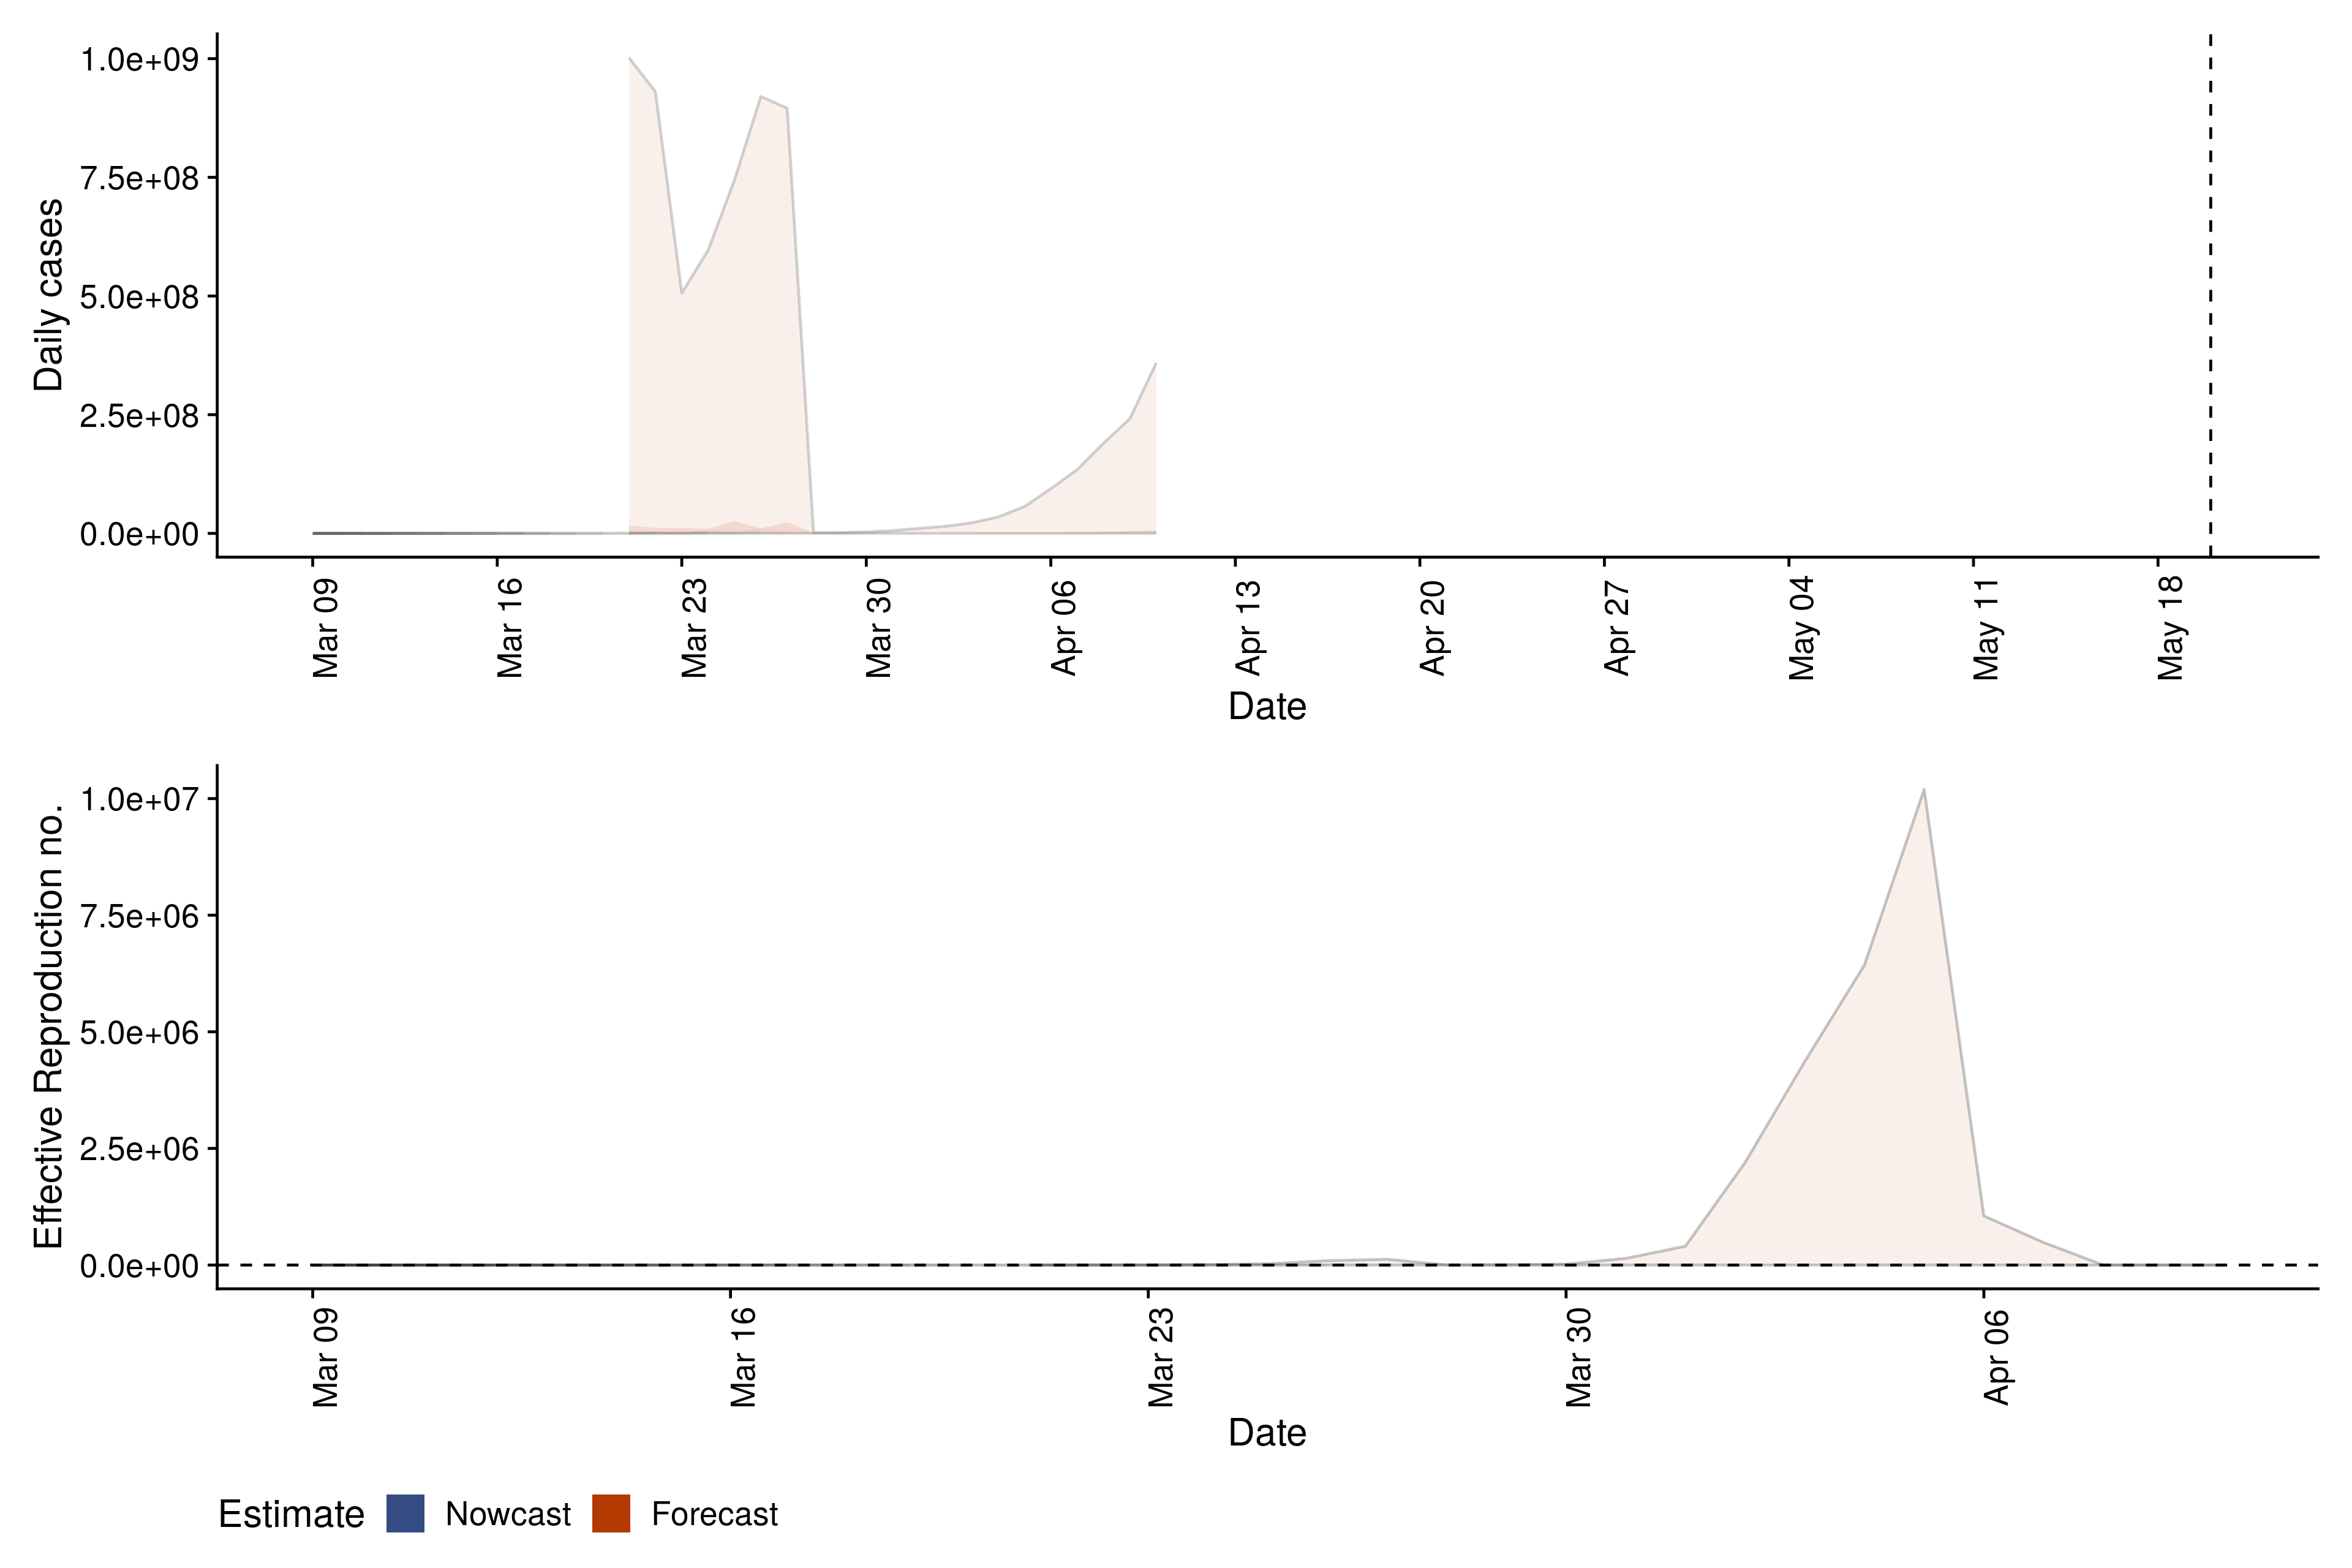 Daily cases
1.0e+09
7.5e+08
5.0e+08
2.5e+08
0.0e+00
Mar 09
Mar 16
Mar 23
Mar 30
Apr 06
Apr 13
Apr 20
Apr 27
May 04
May 11
May 18
Date
Effective Reproduction no.
1.0e+07
7.5e+06
5.0e+06
2.5e+06
0.0e+00
Mar 09
Mar 16
Mar 23
Mar 30
Apr 06
Date
Estimate Nowcast Forecast